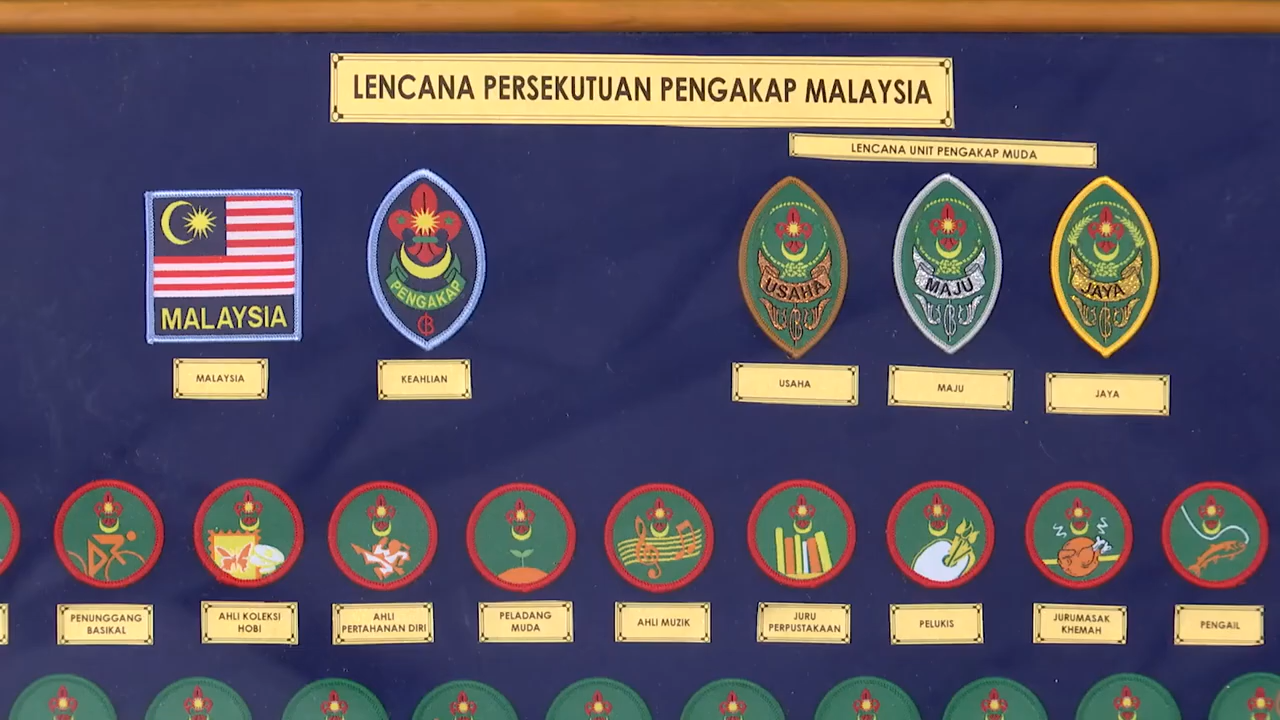 LENCANA PERSEKUTUAN PENGAKAP MALAYSIA
LENCANA UNIT PENGAKAP MUDA
MALAYSIA
PENGAKAP
USAHA
MAJU
JAYA
MALAYSIA
KEAHLIAN
USAHA
MAJU
JAYA
PENUNGGANG
BASIKAL
AHLI KOLEKSI
HOBI
AHLI
PERTAHANAN DIRI
PELADANG
MUDA
AHLI MUZIK
JURU
PERPUSTAKAAN
PELUKIS
JURUMASAK
KHEMAH
PENGAIL